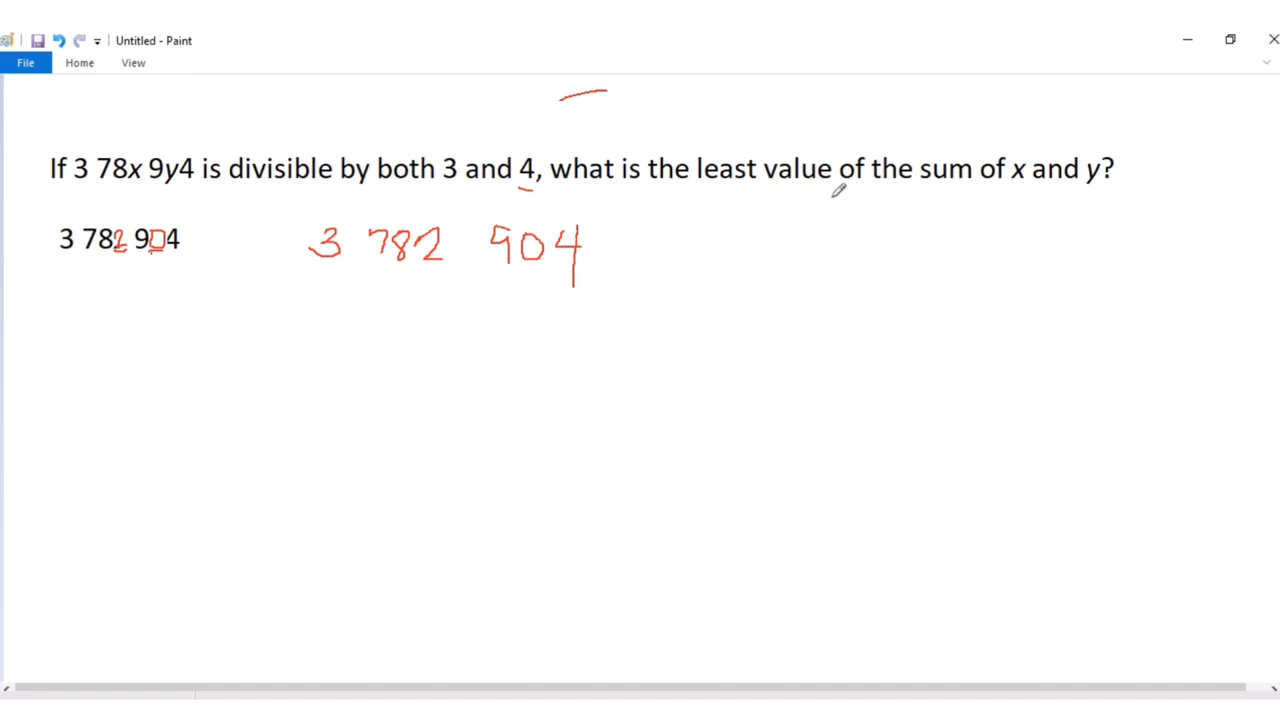 Untitled - Paint
File Home View
If 3 78x 9y4 is divisible by both 3 and 4, what is the least value of the sum of x and y?
3 782 904 3 782 904